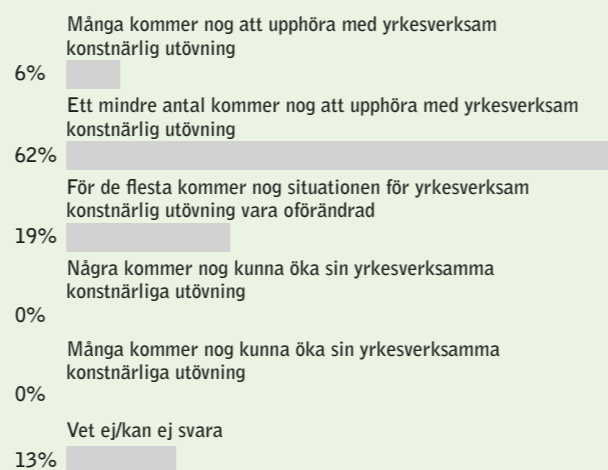 Många kommer nog att upphöra med yrkesverksam
konstnärlig utövning
6%
Ett mindre antal kommer nog att upphöra med yrkesverksam
konstnärlig utövning
62%
För de flesta kommer nog situationen för yrkesverksam
konstnärlig utövning vara oförändrad
19%
Några kommer nog kunna öka sin yrkesverksamma
konstnärliga utövning
0%
Många kommer nog kunna öka sin yrkesverksamma
konstnärliga utövning
0%
Vet ej/kan ej svara
13%